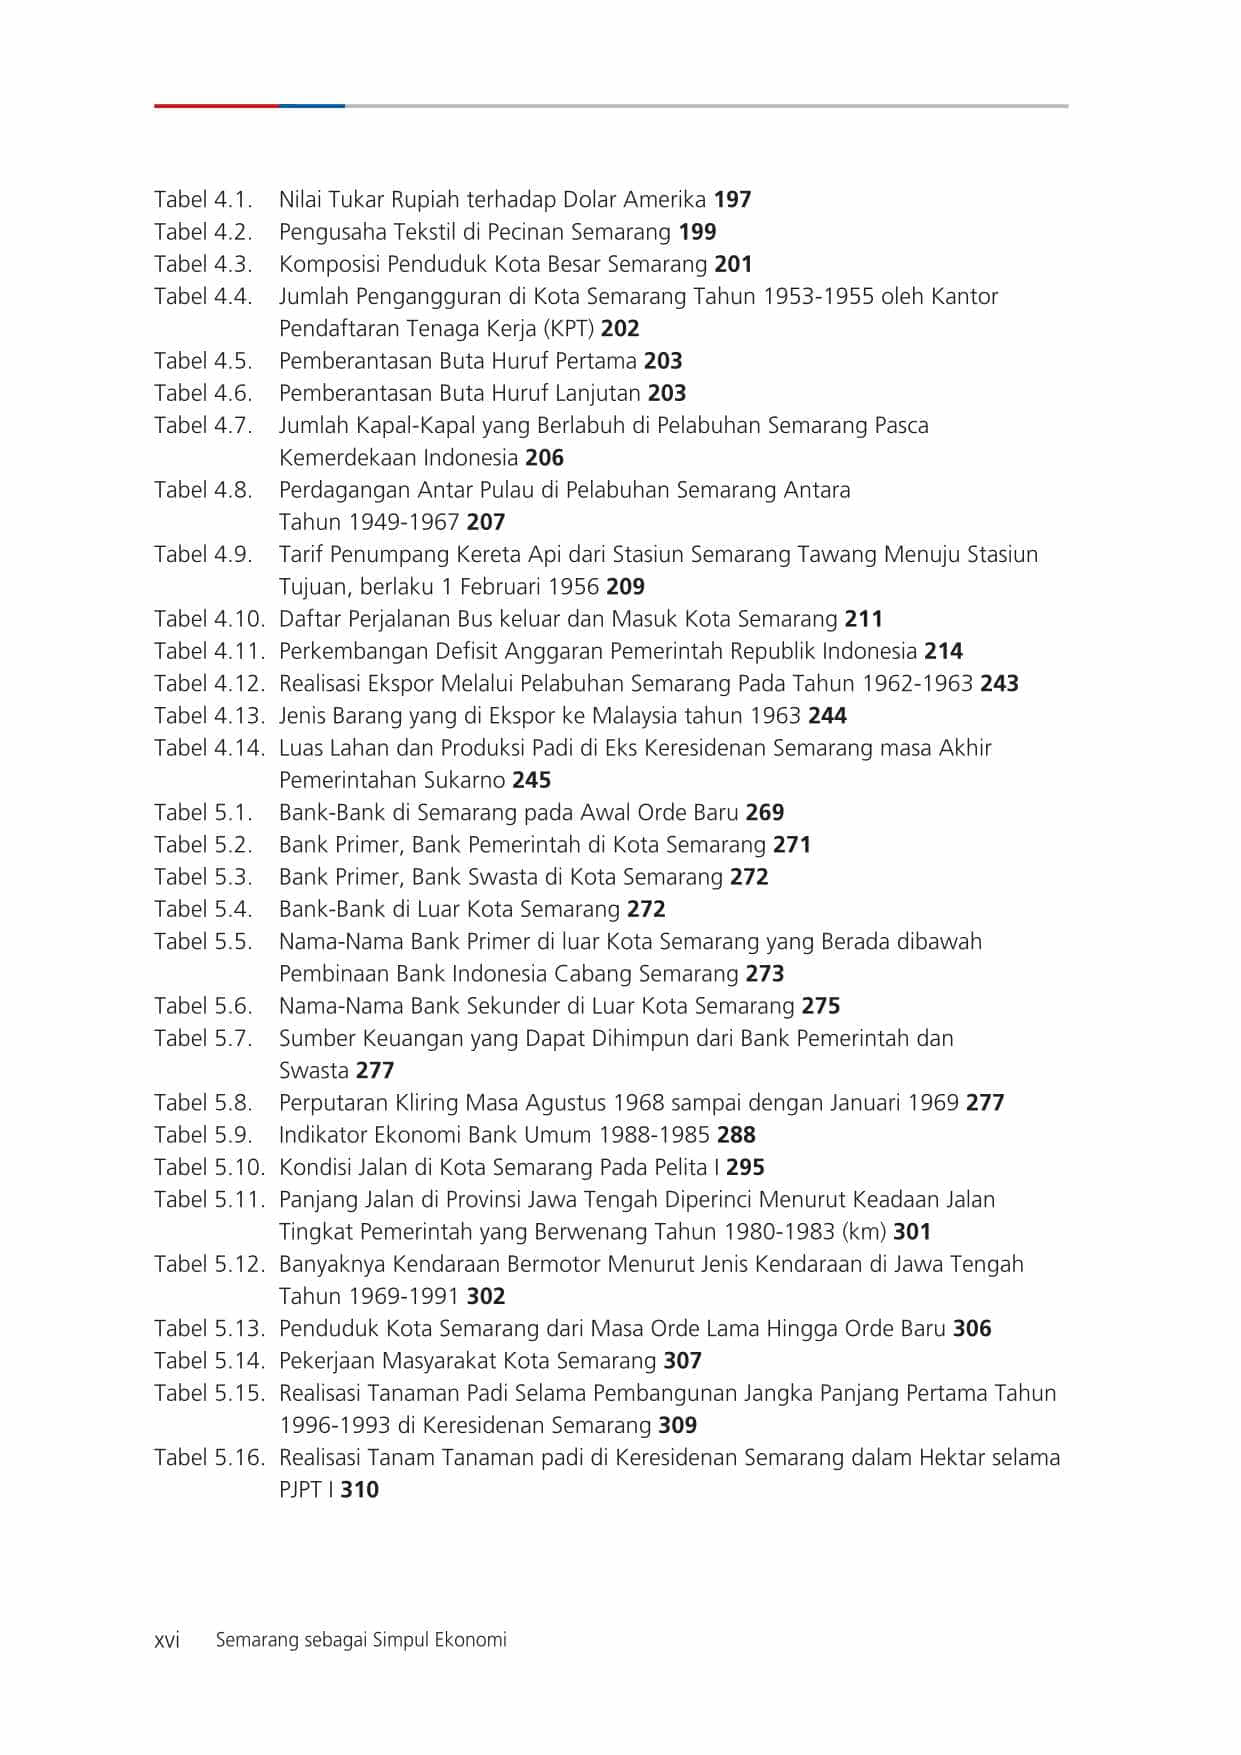 Tabel 4.1. Nilai Tukar Rupiah terhadap Dolar Amerika 197
Tabel 4.2. Pengusaha Tekstil di Pecinan Semarang 199
Tabel 4.3. Komposisi Penduduk Kota Besar Semarang 201
Tabel 4.4. Jumlah Pengangguran di Kota Semarang Tahun 1953-1955 oleh Kantor
Pendaftaran Tenaga Kerja (KPT) 202
Tabel 4.5. Pemberantasan Buta Huruf Pertama 203
Tabel 4.6. Pemberantasan Buta Huruf Lanjutan 203
Tabel 4.7. Jumlah Kapal-Kapal yang Berlabuh di Pelabuhan Semarang Pasca
Kemerdekaan Indonesia 206
Tabel 4.8. Perdagangan Antar Pulau di Pelabuhan Semarang Antara
Tahun 1949-1967 207
Tabel 4.9. Tarif Penumpang Kereta Api dari Stasiun Semarang Tawang Menuju Stasiun
Tujuan, berlaku 1 Februari 1956 209
Tabel 4.10. Daftar Perjalanan Bus keluar dan Masuk Kota Semarang 211
Tabel 4.11. Perkembangan Defisit Anggaran Pemerintah Republik Indonesia 214
Tabel 4.12. Realisasi Ekspor Melalui Pelabuhan Semarang Pada Tahun 1962-1963 243
Tabel 4.13. Jenis Barang yang di Ekspor ke Malaysia tahun 1963 244
Tabel 4.14. Luas Lahan dan Produksi Padi di Eks Keresidenan Semarang masa Akhir
Pemerintahan Sukarno 245
Tabel 5.1. Bank-Bank di Semarang pada Awal Orde Baru 269
Tabel 5.2. Bank Primer, Bank Pemerintah di Kota Semarang 271
Tabel 5.3. Bank Primer, Bank Swasta di Kota Semarang 272
Tabel 5.4. Bank-Bank di Luar Kota Semarang 272
Tabel 5.5. Nama-Nama Bank Primer di luar Kota Semarang yang Berada dibawah
Pembinaan Bank Indonesia Cabang Semarang 273
Tabel 5.6. Nama-Nama Bank Sekunder di Luar Kota Semarang 275
Tabel 5.7. Sumber Keuangan yang Dapat Dihimpun dari Bank Pemerintah dan
Swasta 277
Tabel 5.8. Perputaran Kliring Masa Agustus 1968 sampai dengan Januari 1969 277
Tabel 5.9. Indikator Ekonomi Bank Umum 1988-1985 288
Tabel 5.10. Kondisi Jalan di Kota Semarang Pada Pelita I 295
Tabel 5.11. Panjang Jalan di Provinsi Jawa Tengah Diperinci Menurut Keadaan Jalan
Tingkat Pemerintah yang Berwenang Tahun 1980-1983 (km) 301
Tabel 5.12. Banyaknya Kendaraan Bermotor Menurut Jenis Kendaraan di Jawa Tengah
Tahun 1969-1991 302
Tabel 5.13. Penduduk Kota Semarang dari Masa Orde Lama Hingga Orde Baru 306
Tabel 5.14. Pekerjaan Masyarakat Kota Semarang 307
Tabel 5.15. Realisasi Tanaman Padi Selama Pembangunan Jangka Panjang Pertama Tahun
1996-1993 di Keresidenan Semarang 309
Tabel 5.16. Realisasi Tanam Tanaman padi di Keresidenan Semarang dalam Hektar selama
PJPT I 310
xvi Semarang sebagai Simpul Ekonomi